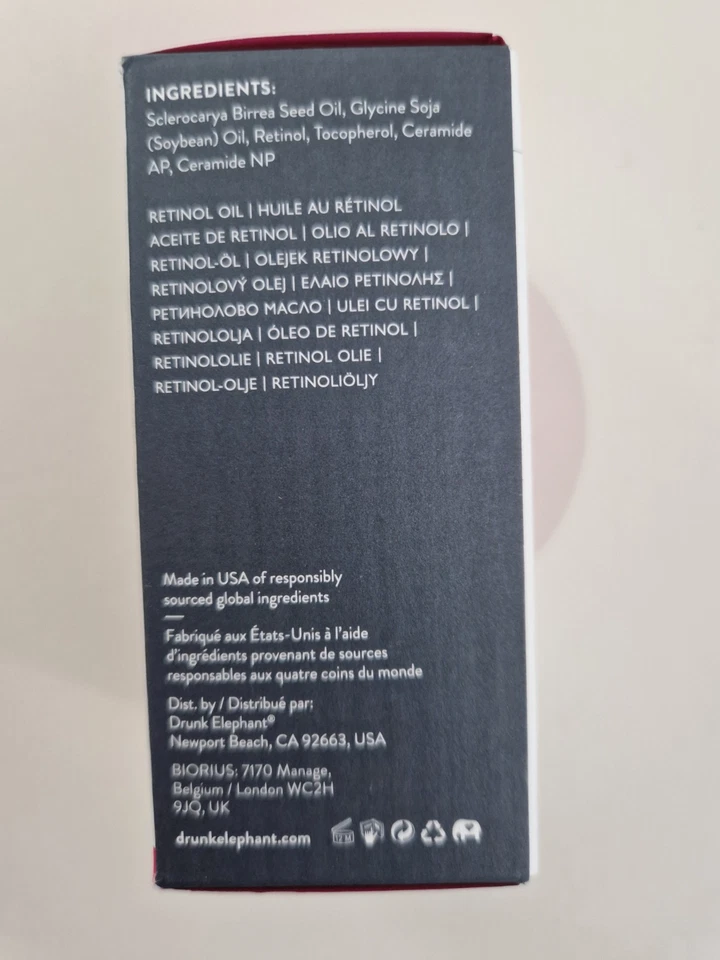 INGREDIENTS:
Sclerocarya Birrea Seed Oil, Glycine Soja
(Soybean) Oil, Retinol, Tocopherol, Ceramide
AP, Ceramide NP
RETINOL OIL | HUILE AU RÉTINOL
ACEITE DE RETINOL | OLIO AL RETINOLO |
RETINOL-ÖL | OLEJEK RETINOLOWY |
RETINOLOVÝ OLEJ | ΕΛΑΙΟ ΡΕΤΙΝΟΛΗΣ |
РЕТИНОЛОВО МАСЛО | ULEI CU RETINOL |
RETINOLOLJA | ÓLEO DE RETINOL |
RETINOLOLIE | RETINOL OLIE |
RETINOL-OLJE | RETINOLIÖLJY
Made in USA of responsibly
sourced global ingredients
Fabriqué aux États-Unis à l'aide
d'ingrédients provenant de sources
responsables aux quatre coins du monde
Dist. by / Distribué par:
Drunk Elephant®
Newport Beach, CA 92663, USA
BIORIUS: 7170 Manage,
Belgium / London WC2H
9JQ, UK
drunkelephant.com 12 M